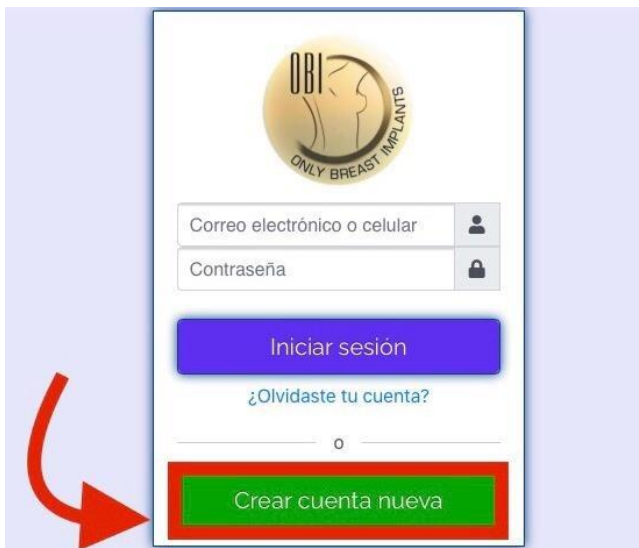 OBI
ONLY BREAST IMPLANTS
Correo electrónico o celular
Contraseña
Iniciar sesión
¿Olvidaste tu cuenta?
o
Crear cuenta nueva